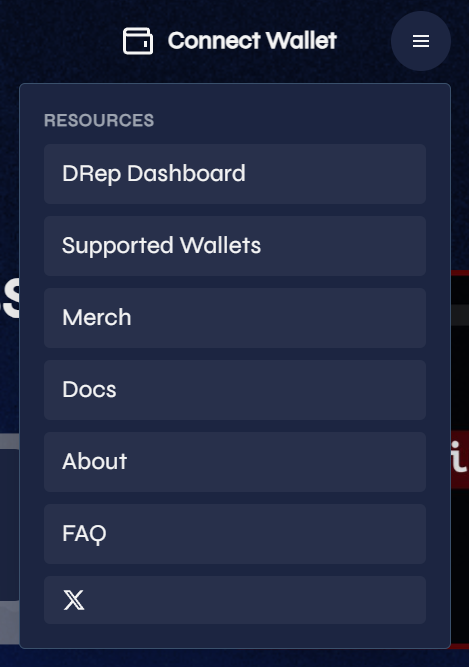 Connect Wallet
RESOURCES
DRep Dashboard
Supported Wallets
Merch
Docs
About
FAQ
X